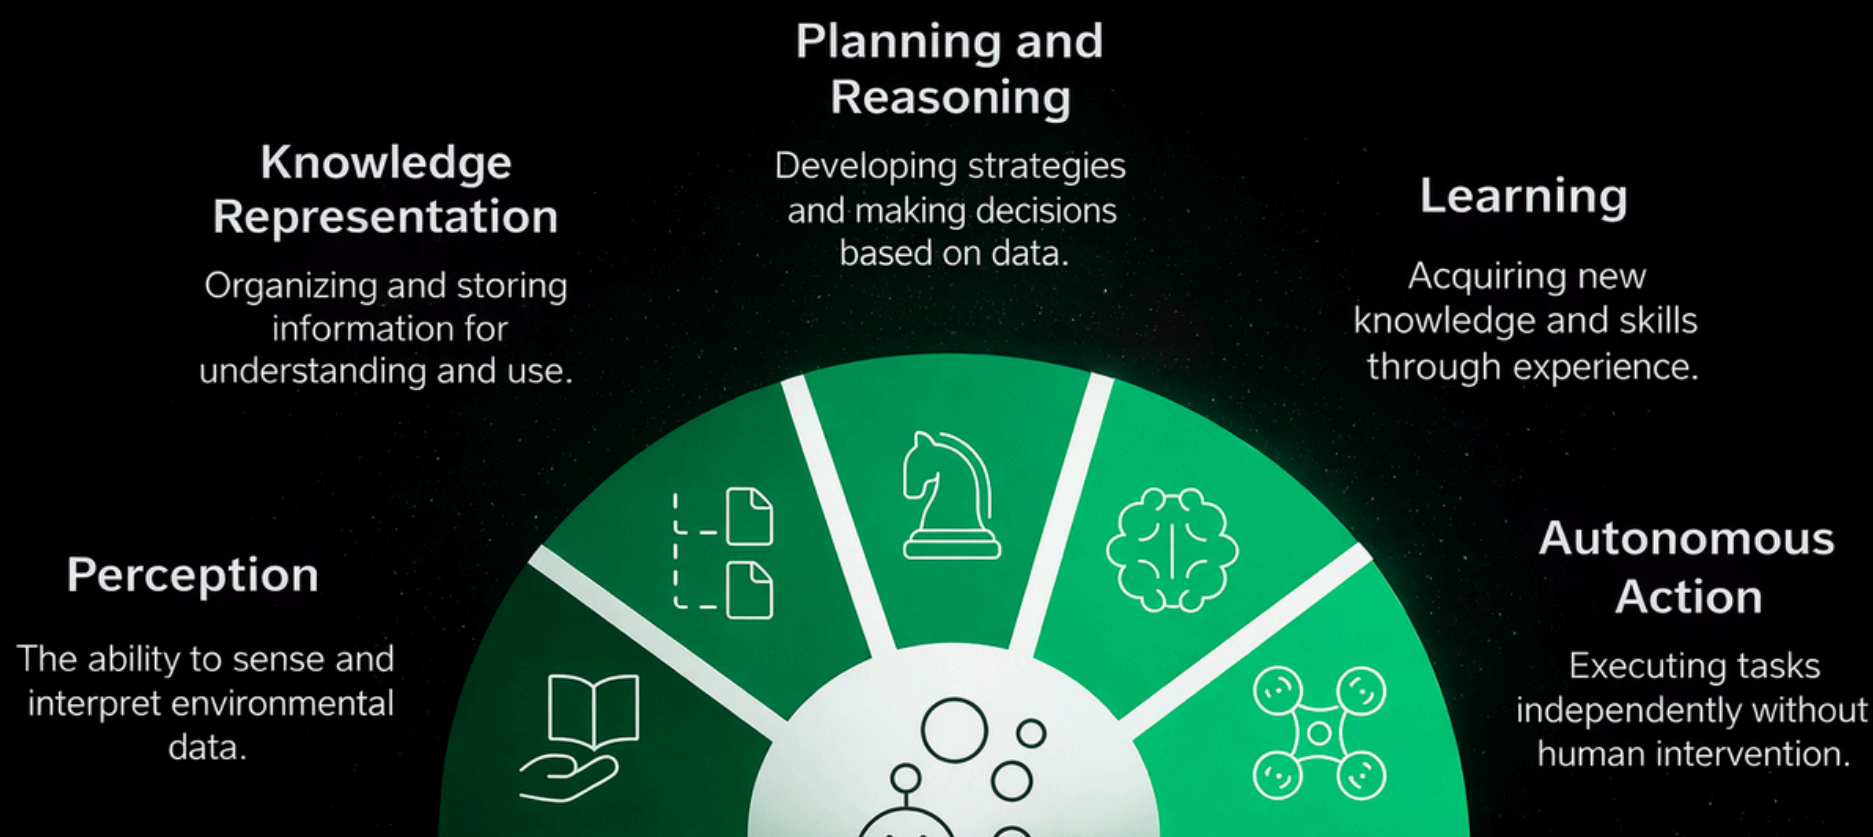 Planning and
Reasoning
Developing strategies
and making decisions
based on data.
Knowledge
Representation
Organizing and storing
information for
understanding and use.
Learning
Acquiring new
knowledge and skills
through experience.
Perception
The ability to sense and
interpret environmental
data.
Autonomous
Action
Executing tasks
independently without
human intervention.